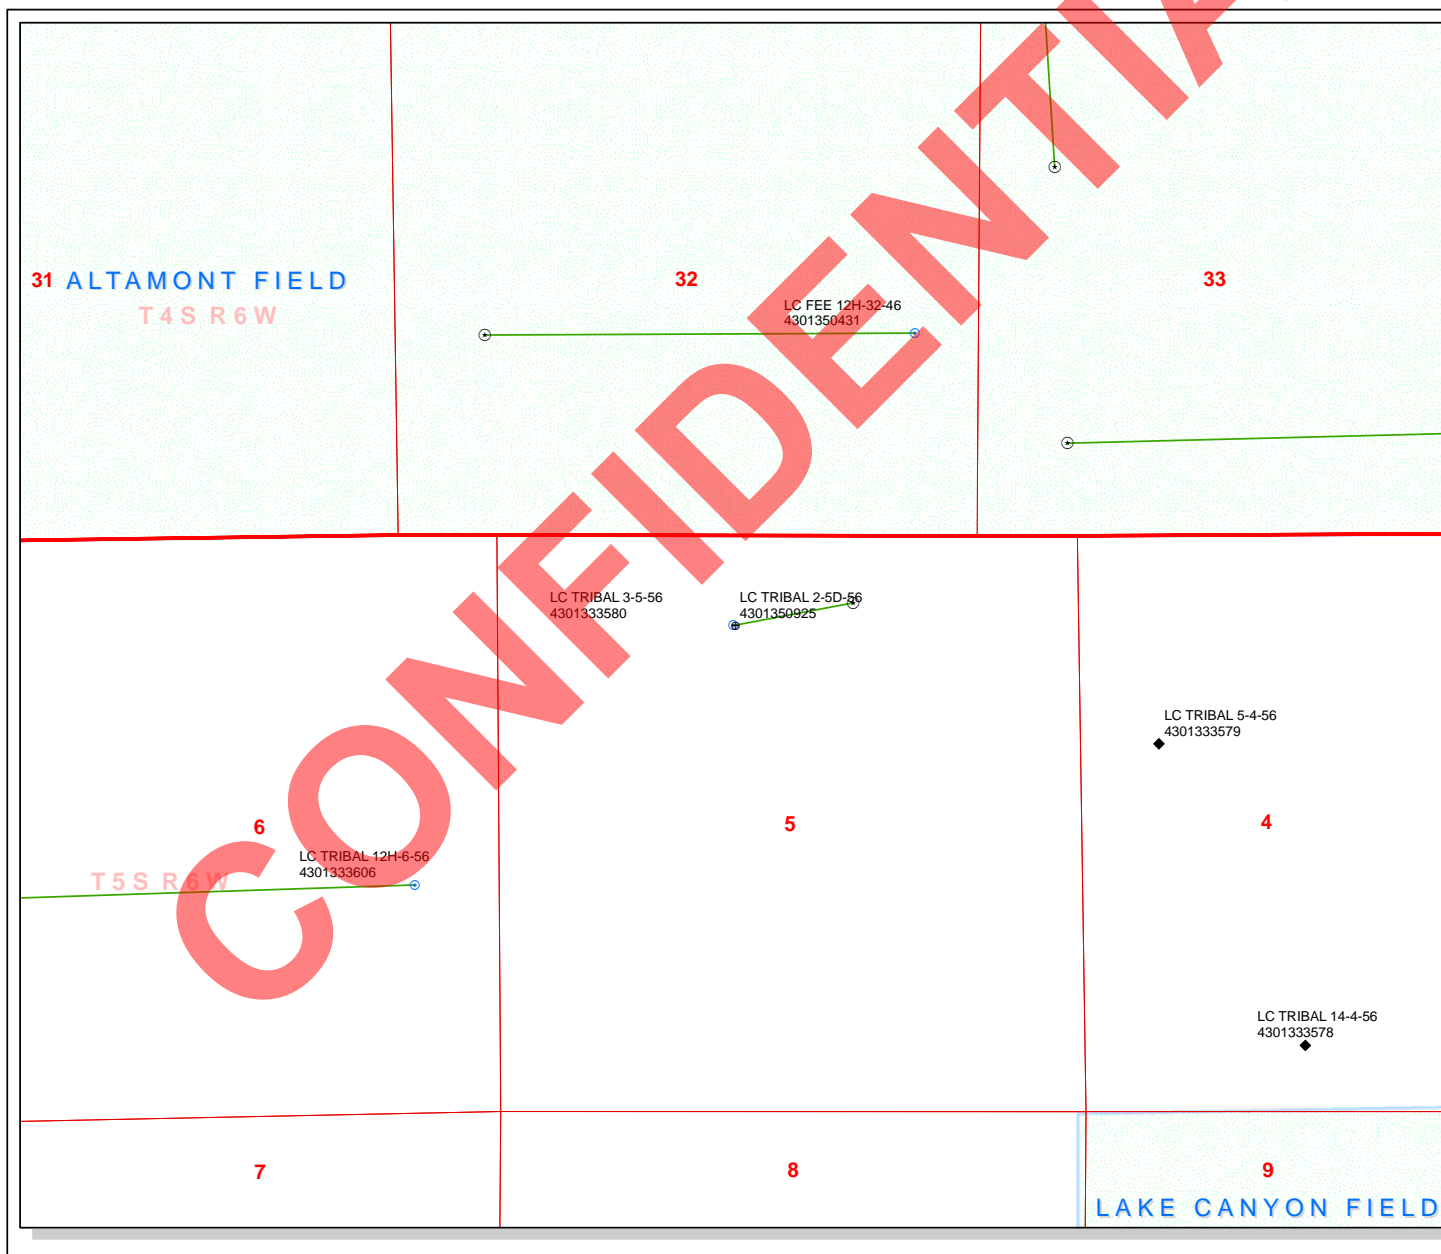 31
ALTAMONT FIELD
T4S R6W
32
33
LC FEE 12H-32-46
4301350431
LC TRIBAL 3-5-56
4301333580
LC TRIBAL 2-5D-56
4301350925
LC TRIBAL 5-4-56
4301333579
6
5
4
LC TRIBAL 12H-6-56
4301333606
T5S R6W
LC TRIBAL 14-4-56
4301333578
7
8
9
LAKE CANYON FIELD
CONFIDENTIA